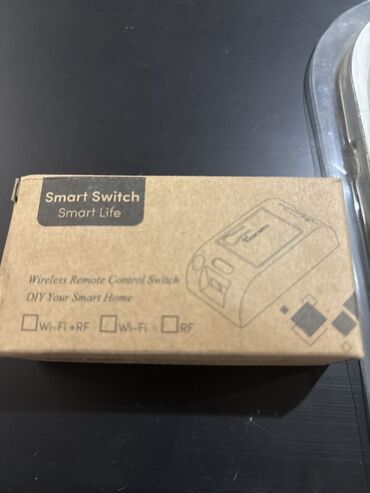 Smart Switch
Smart Life
Wireless Remote Control Switch
DIY Your Smart Home
Wi-Fi +RF Wi-Fi RF